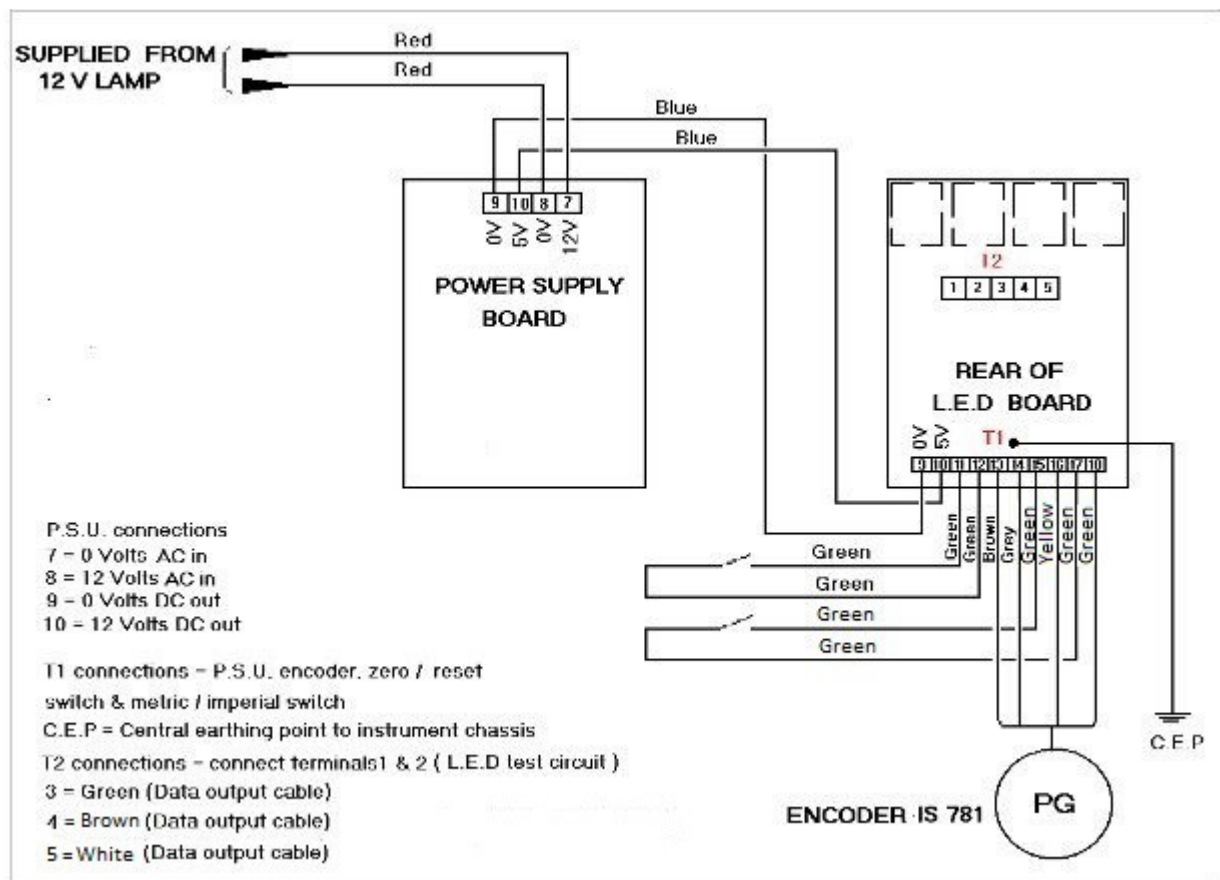 SUPPLIED FROM
12 V LAMP
Red
Red
Blue
Blue
9 10 8 7
0V 5V 0V 12V
POWER SUPPLY
BOARD
T2
1 2 3 4 5
REAR OF
L.E.D BOARD
0V 5V
T1
9 10 11 12 13 14 15 16 17 18
Green Green Brown Grey Green Yellow Green Green
Green
Green
Green
Green
C.E.P
P.S.U. connections
7 = 0 Volts AC in
8 = 12 Volts AC in
9 = 0 Volts DC out
10 = 12 Volts DC out
T1 connections - P.S.U. encoder, zero / reset
switch & metric / imperial switch
C.E.P = Central earthing point to instrument chassis
T2 connections - connect terminals1 & 2 ( L.E.D test circuit )
3 = Green (Data output cable)
4 = Brown (Data output cable)
5 = White (Data output cable)
ENCODER IS 781
PG